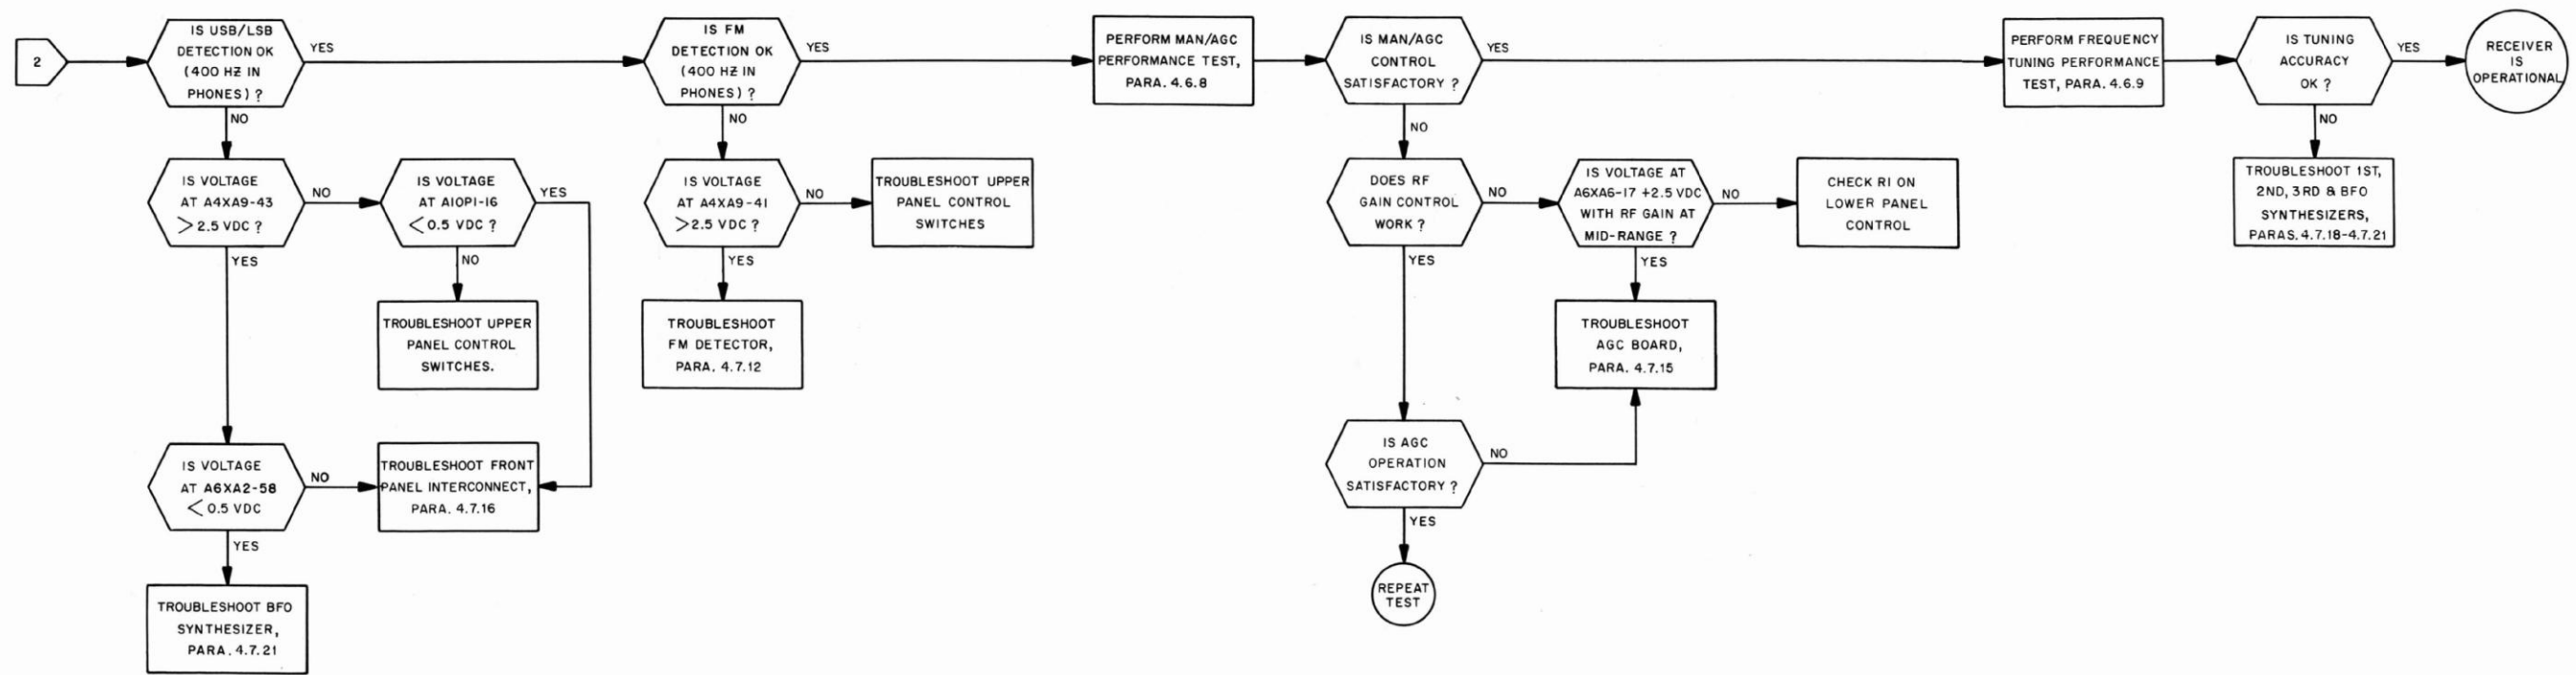 2
IS USB/LSB
DETECTION OK
(400 HZ IN
PHONES) ?
YES
NO
IS FM
DETECTION OK
(400 HZ IN
PHONES) ?
YES
NO
PERFORM MAN/AGC
PERFORMANCE TEST,
PARA. 4.6.8
IS MAN/AGC
CONTROL
SATISFACTORY ?
YES
NO
PERFORM FREQUENCY
TUNING PERFORMANCE
TEST, PARA. 4.6.9
IS TUNING
ACCURACY
OK ?
YES
NO
RECEIVER
IS
OPERATIONAL
IS VOLTAGE
AT A4XA9-43
>2.5 VDC ?
NO
YES
IS VOLTAGE
AT A10P1-16
<0.5 VDC ?
YES
NO
TROUBLESHOOT UPPER
PANEL CONTROL
SWITCHES.
IS VOLTAGE
AT A4XA9-41
>2.5 VDC ?
NO
YES
TROUBLESHOOT UPPER
PANEL CONTROL
SWITCHES
TROUBLESHOOT
FM DETECTOR,
PARA. 4.7.12
DOES RF
GAIN CONTROL
WORK ?
NO
YES
IS VOLTAGE AT
A6XA6-17 +2.5 VDC
WITH RF GAIN AT
MID-RANGE ?
NO
YES
CHECK R1 ON
LOWER PANEL
CONTROL
TROUBLESHOOT
AGC BOARD,
PARA. 4.7.15
TROUBLESHOOT 1ST,
2ND, 3RD & BFO
SYNTHESIZERS,
PARAS. 4.7.18-4.7.21
IS VOLTAGE
AT A6XA2-58
<0.5 VDC
NO
YES
TROUBLESHOOT FRONT
PANEL INTERCONNECT,
PARA. 4.7.16
IS AGC
OPERATION
SATISFACTORY ?
NO
YES
REPEAT
TEST
TROUBLESHOOT BFO
SYNTHESIZER,
PARA. 4.7.21